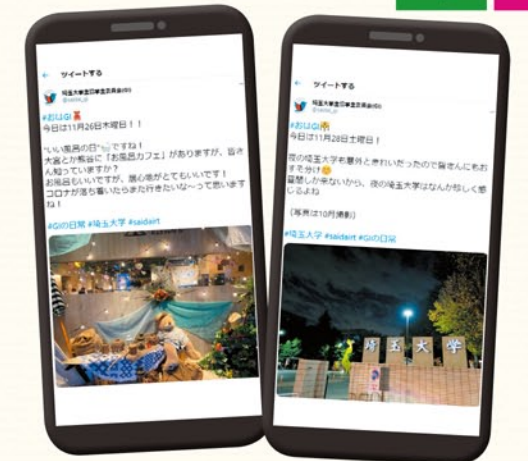 ツイートする
埼玉大学生協学生委員会(GI)
#おはGI
今日は11月26日木曜日！！
"いい風呂の日"ですね！
大宮とか熊谷に「お風呂カフェ」がありますが、皆さ
ん知っていますか？
お風呂もいいですが、居心地がとてもいいです！
コロナが落ち着いたらまた行きたいな〜って思います
ね！
#GIの日常 #埼玉大学 #saidairt
ツイートする
埼玉大学生協学生委員会(GI)
#おはGI
今日は11月28日土曜日！
夜の埼玉大学も意外ときれいだったので皆さんにもお
すそ分け
昼間しか来ないから、夜の埼玉大学はなんか珍しく感
じるよね
(写真は10月撮影)
#埼玉大学 #saidairt #GIの日常
埼玉大学